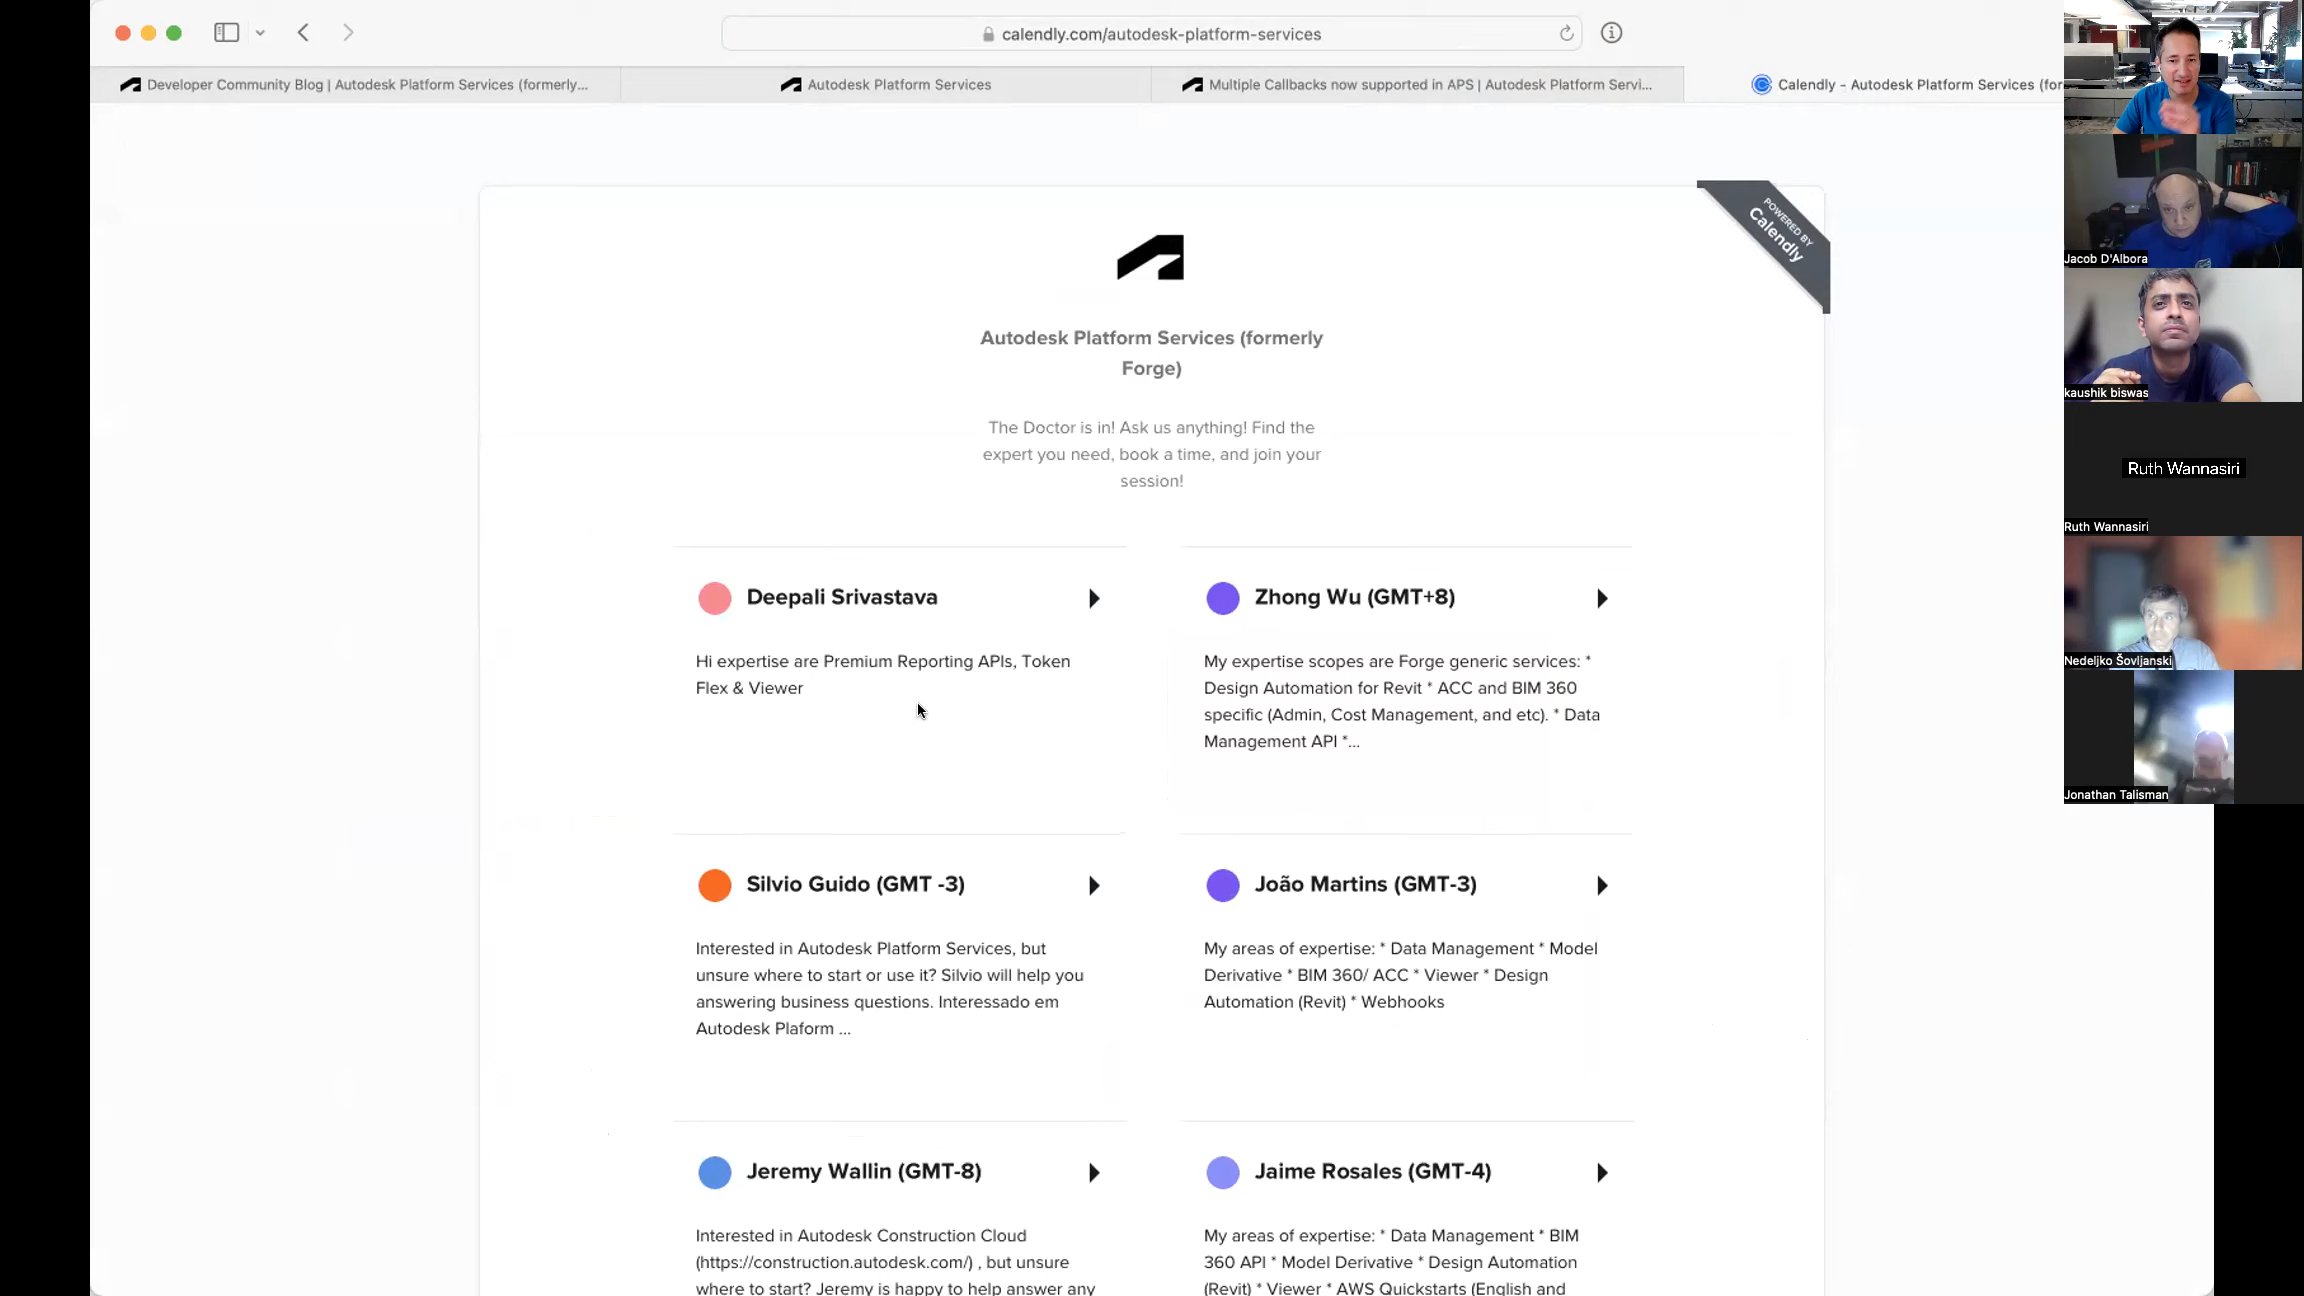 calendly.com/autodesk-platform-services
Developer Community Blog | Autodesk Platform Services (formerly...
Autodesk Platform Services
Multiple Callbacks now supported in APS | Autodesk Platform Servi...
Calendly - Autodesk Platform Services (for
POWERED BY
Calendly
Autodesk Platform Services (formerly
Forge)
The Doctor is in! Ask us anything! Find the
expert you need, book a time, and join your
session!
Deepali Srivastava
Hi expertise are Premium Reporting APIs, Token
Flex & Viewer
Zhong Wu (GMT+8)
My expertise scopes are Forge generic services: *
Design Automation for Revit * ACC and BIM 360
specific (Admin, Cost Management, and etc). * Data
Management API *...
Silvio Guido (GMT -3)
Interested in Autodesk Platform Services, but
unsure where to start or use it? Silvio will help you
answering business questions. Interessado em
Autodesk Plaform ...
João Martins (GMT-3)
My areas of expertise: * Data Management * Model
Derivative * BIM 360/ ACC * Viewer * Design
Automation (Revit) * Webhooks
Jeremy Wallin (GMT-8)
Interested in Autodesk Construction Cloud
(https://construction.autodesk.com/) , but unsure
where to start? Jeremy is happy to help answer any
Jaime Rosales (GMT-4)
My areas of expertise: * Data Management * BIM
360 API * Model Derivative * Design Automation
(Revit) * Viewer * AWS Quickstarts (English and
Jacob D'Albora
kaushik biswas
Ruth Wannasiri
Ruth Wannasiri
Nedeljko Šovljanski
Jonathan Talisman